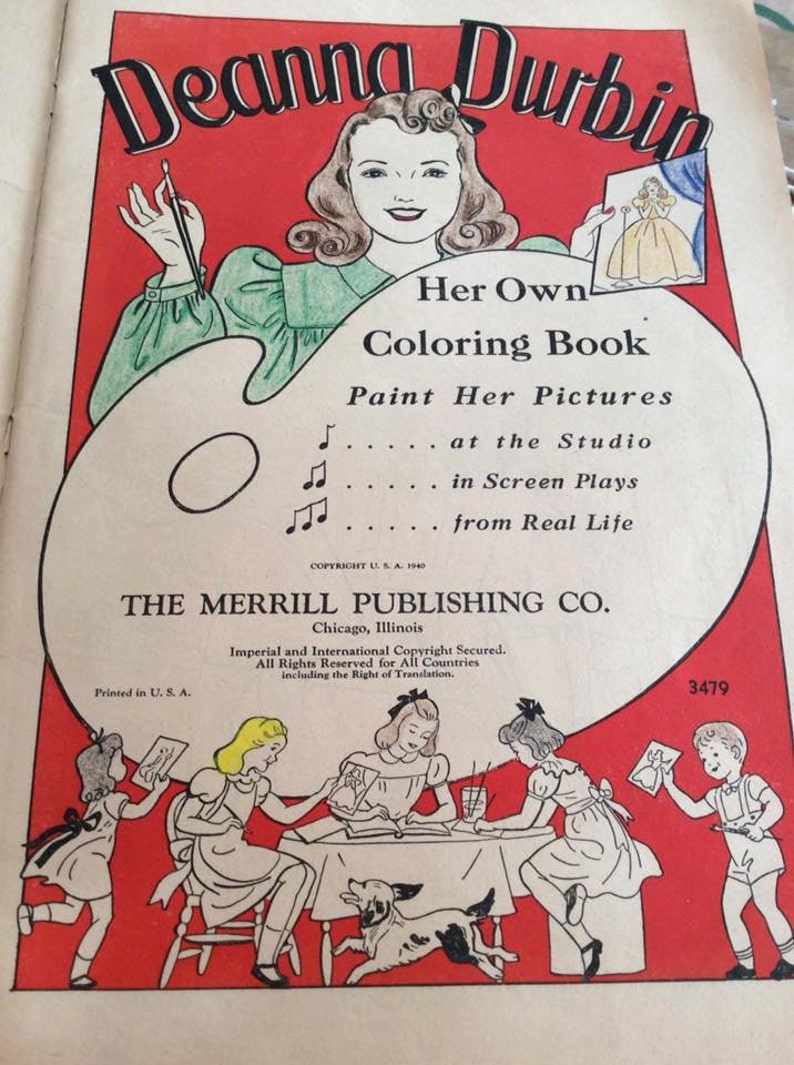 Deanna Durbin
Her Own
Coloring Book
Paint Her Pictures
..... at the Studio
..... in Screen Plays
..... from Real Life
COPYRIGHT U. S. A. 1940
THE MERRILL PUBLISHING CO.
Chicago, Illinois
Imperial and International Copyright Secured.
All Rights Reserved for All Countries
including the Right of Translation.
Printed in U. S. A.
3479